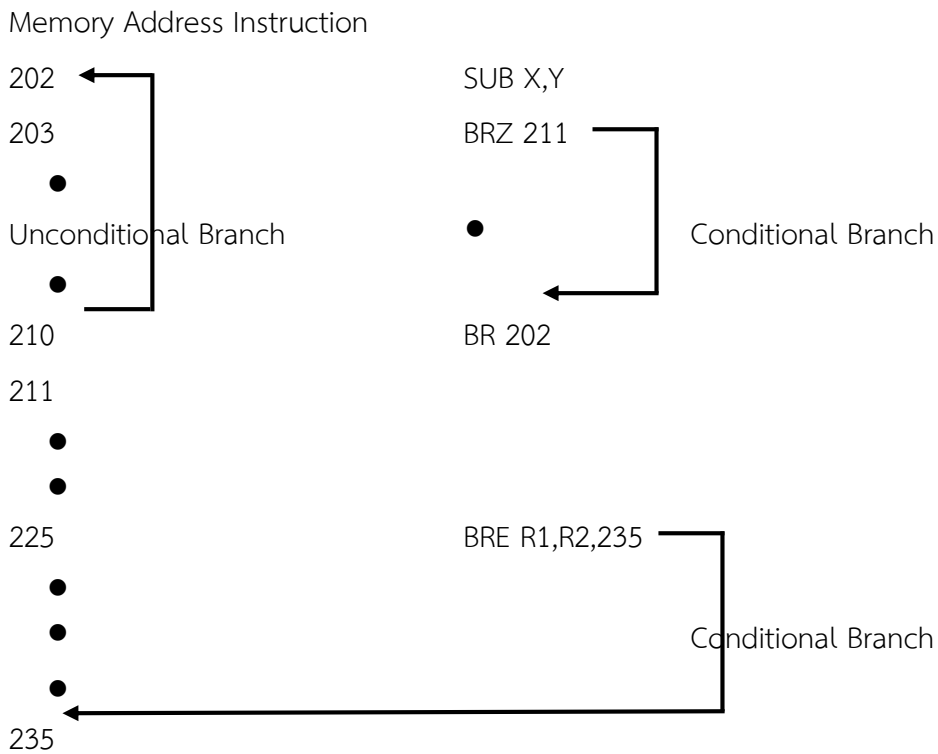 Memory Address Instruction
202 SUB X,Y
203 BRZ 211
Unconditional Branch Conditional Branch
210 BR 202
211
225 BRE R1,R2,235
Conditional Branch
235